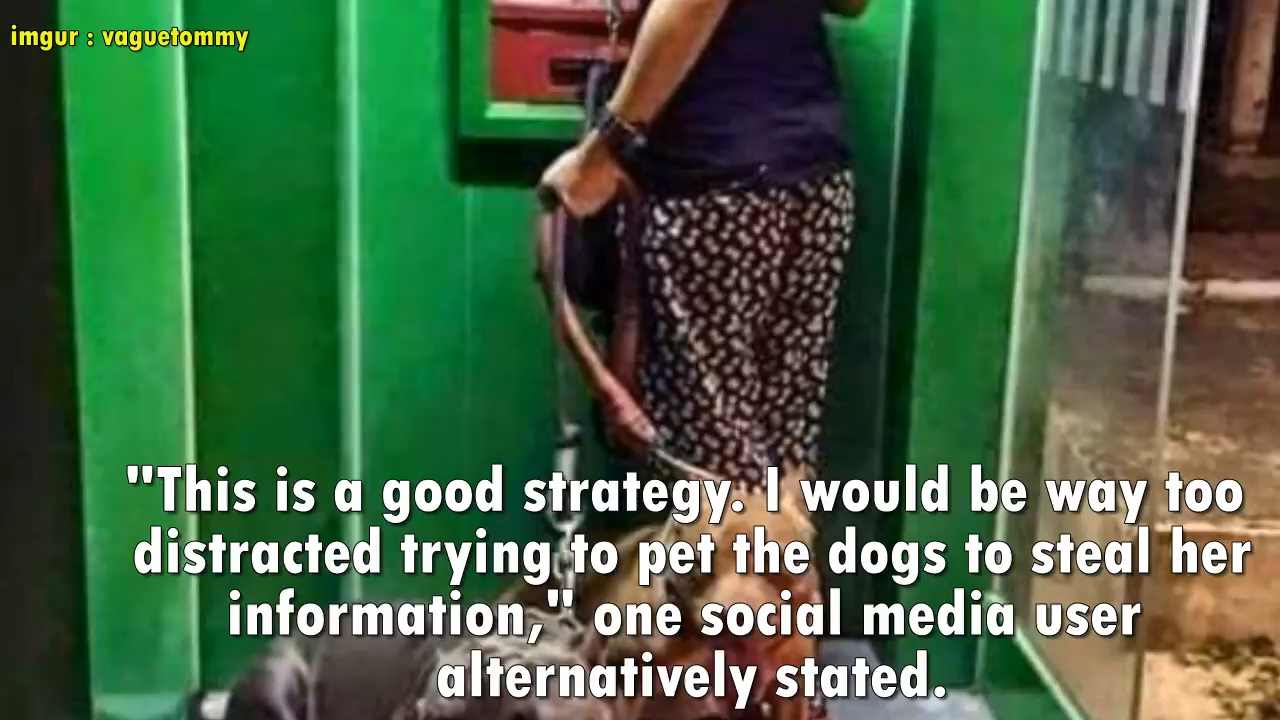 imgur : vaguetommy
"This is a good strategy. I would be way too
distracted trying to pet the dogs to steal her
information," one social media user
alternatively stated.